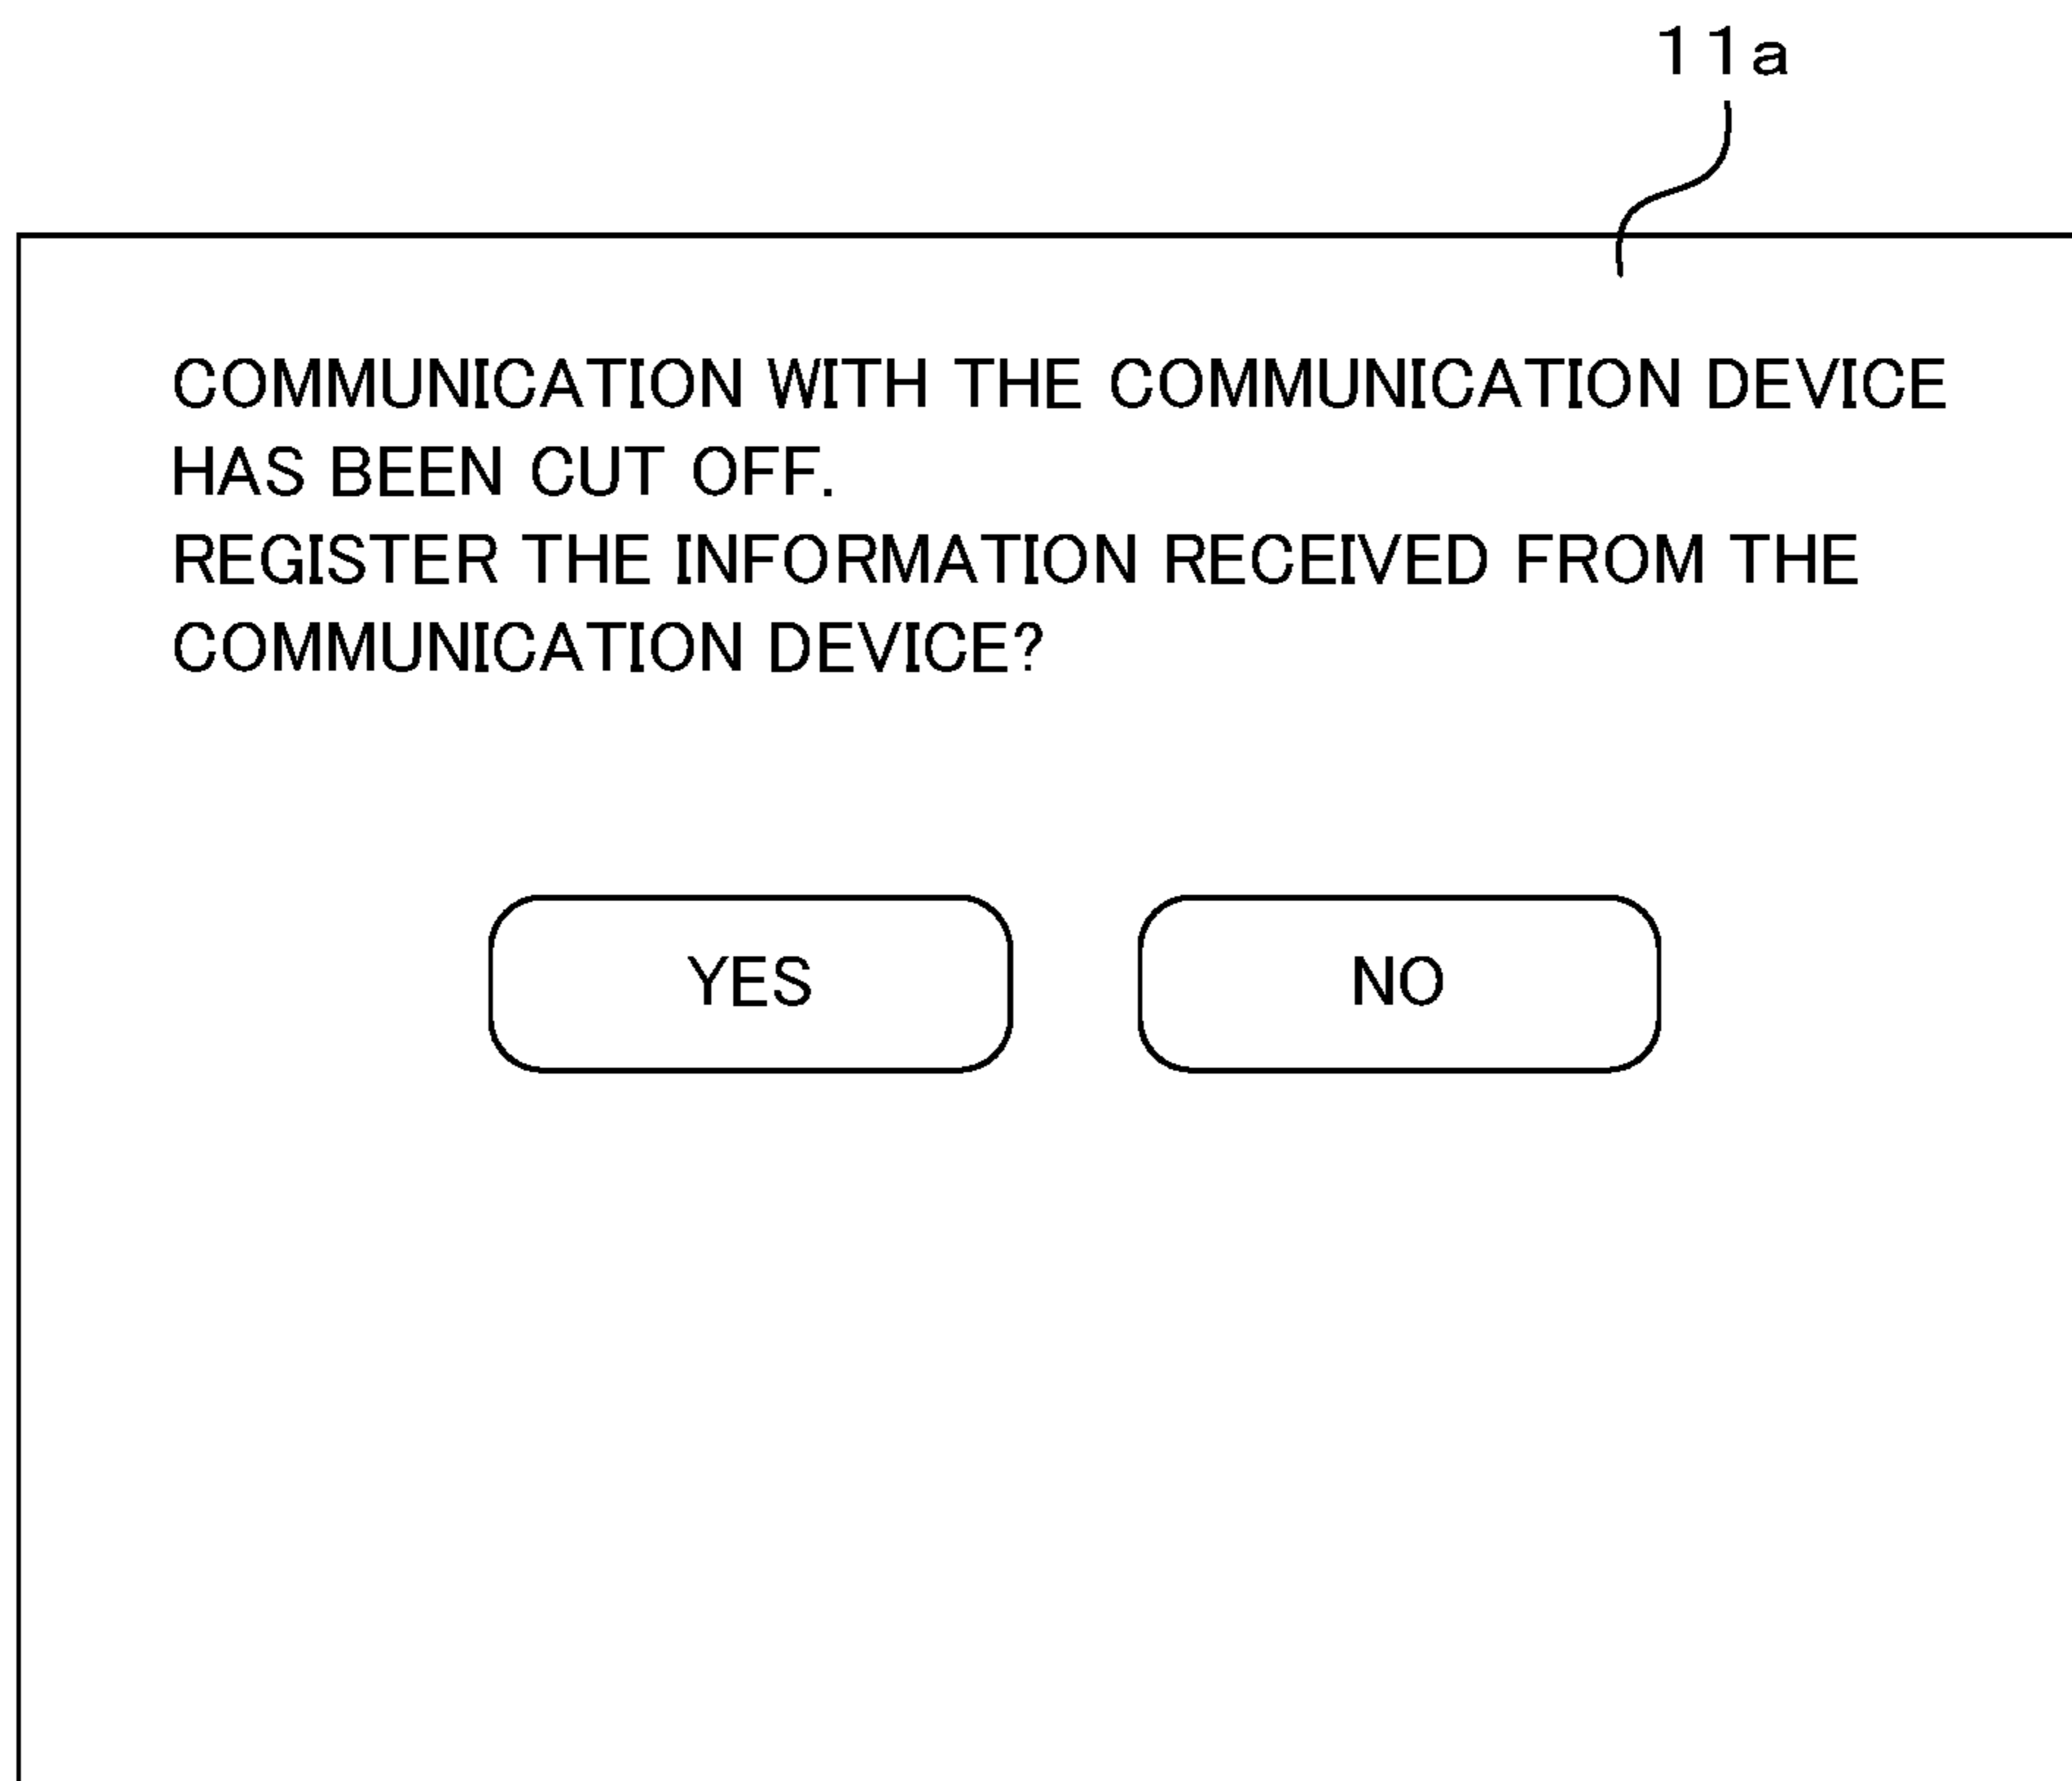 11a
COMMUNICATION WITH THE COMMUNICATION DEVICE
HAS BEEN CUT OFF.
REGISTER THE INFORMATION RECEIVED FROM THE
COMMUNICATION DEVICE?
YES
NO